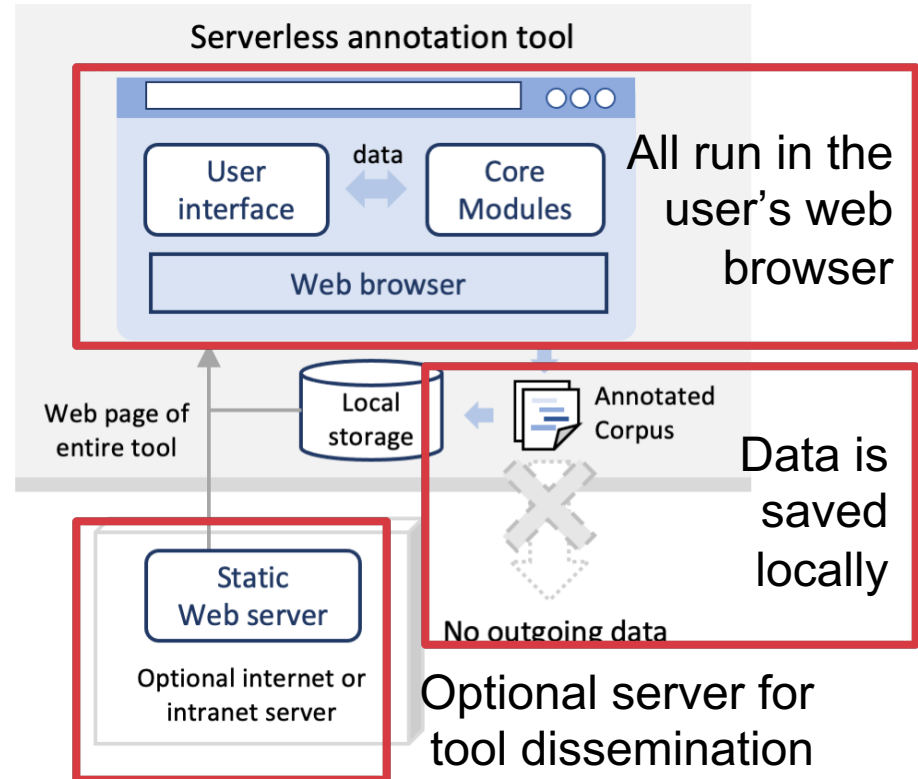 Serverless annotation tool
User
interface
data
Core
Modules
Web browser
All run in the
user’s web
browser
Web page of
entire tool
Local
storage
Annotated
Corpus
Data is
saved
locally
No outgoing data
Static
Web server
Optional internet or
intranet server
Optional server for
tool dissemination